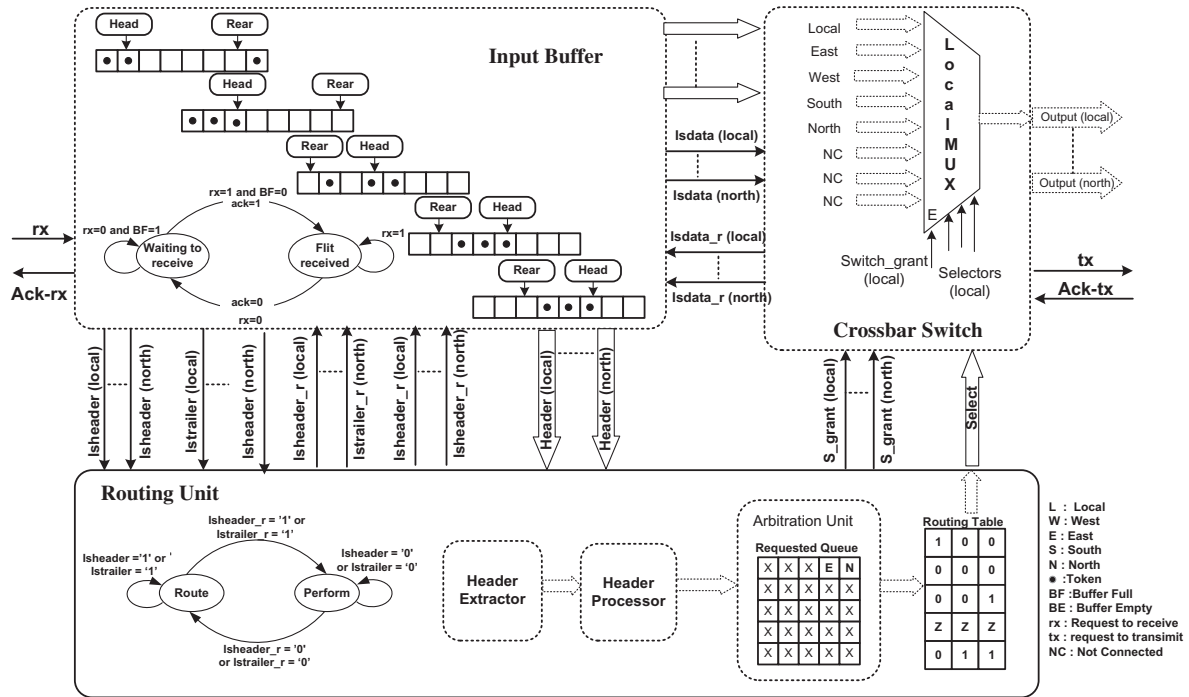 Head
Rear
Input Buffer
Head
Rear
Rear
Head
Rear
Head
Rear
Head
rx=1 and BF=0
ack=1
rx=0 and BF=1
Waiting to
receive
Flit
received
rx=1
ack=0
rx=0
rx
Ack-rx
Isdata (local)
Isdata (north)
Isdata_r (local)
Isdata_r (north)
Local
East
West
South
North
NC
NC
NC
LocalMUX
E
Switch_grant
(local)
Selectors
(local)
Output (local)
Output (north)
Crossbar Switch
tx
Ack-tx
Isheader (local)
Isheader (north)
Istrailer (local)
Isheader (north)
Isheader_r (local)
Istrailer_r (north)
Isheader_r (local)
Isheader_r (north)
Header (local)
Header (north)
S_grant (local)
S_grant (north)
Select
Routing Unit
Isheader_r = '1' or
Istrailer_r = '1'
Isheader ='1' or '
Istrailer = '1'
Route
Perform
Isheader = '0'
or Istrailer = '0'
Isheader_r = '0'
or Istrailer_r = '0'
Header
Extractor
Header
Processor
Arbitration Unit
Requested Queue
X X X E N
X X X X X
X X X X X
X X X X X
X X X X X
Routing Table
1 0 0
0 0 0
0 0 1
Z Z Z
0 1 1
L : Local
W : West
E : East
S : South
N : North
:Token
BF :Buffer Full
BE : Buffer Empty
rx : Request to receive
tx : request to transimit
NC : Not Connected